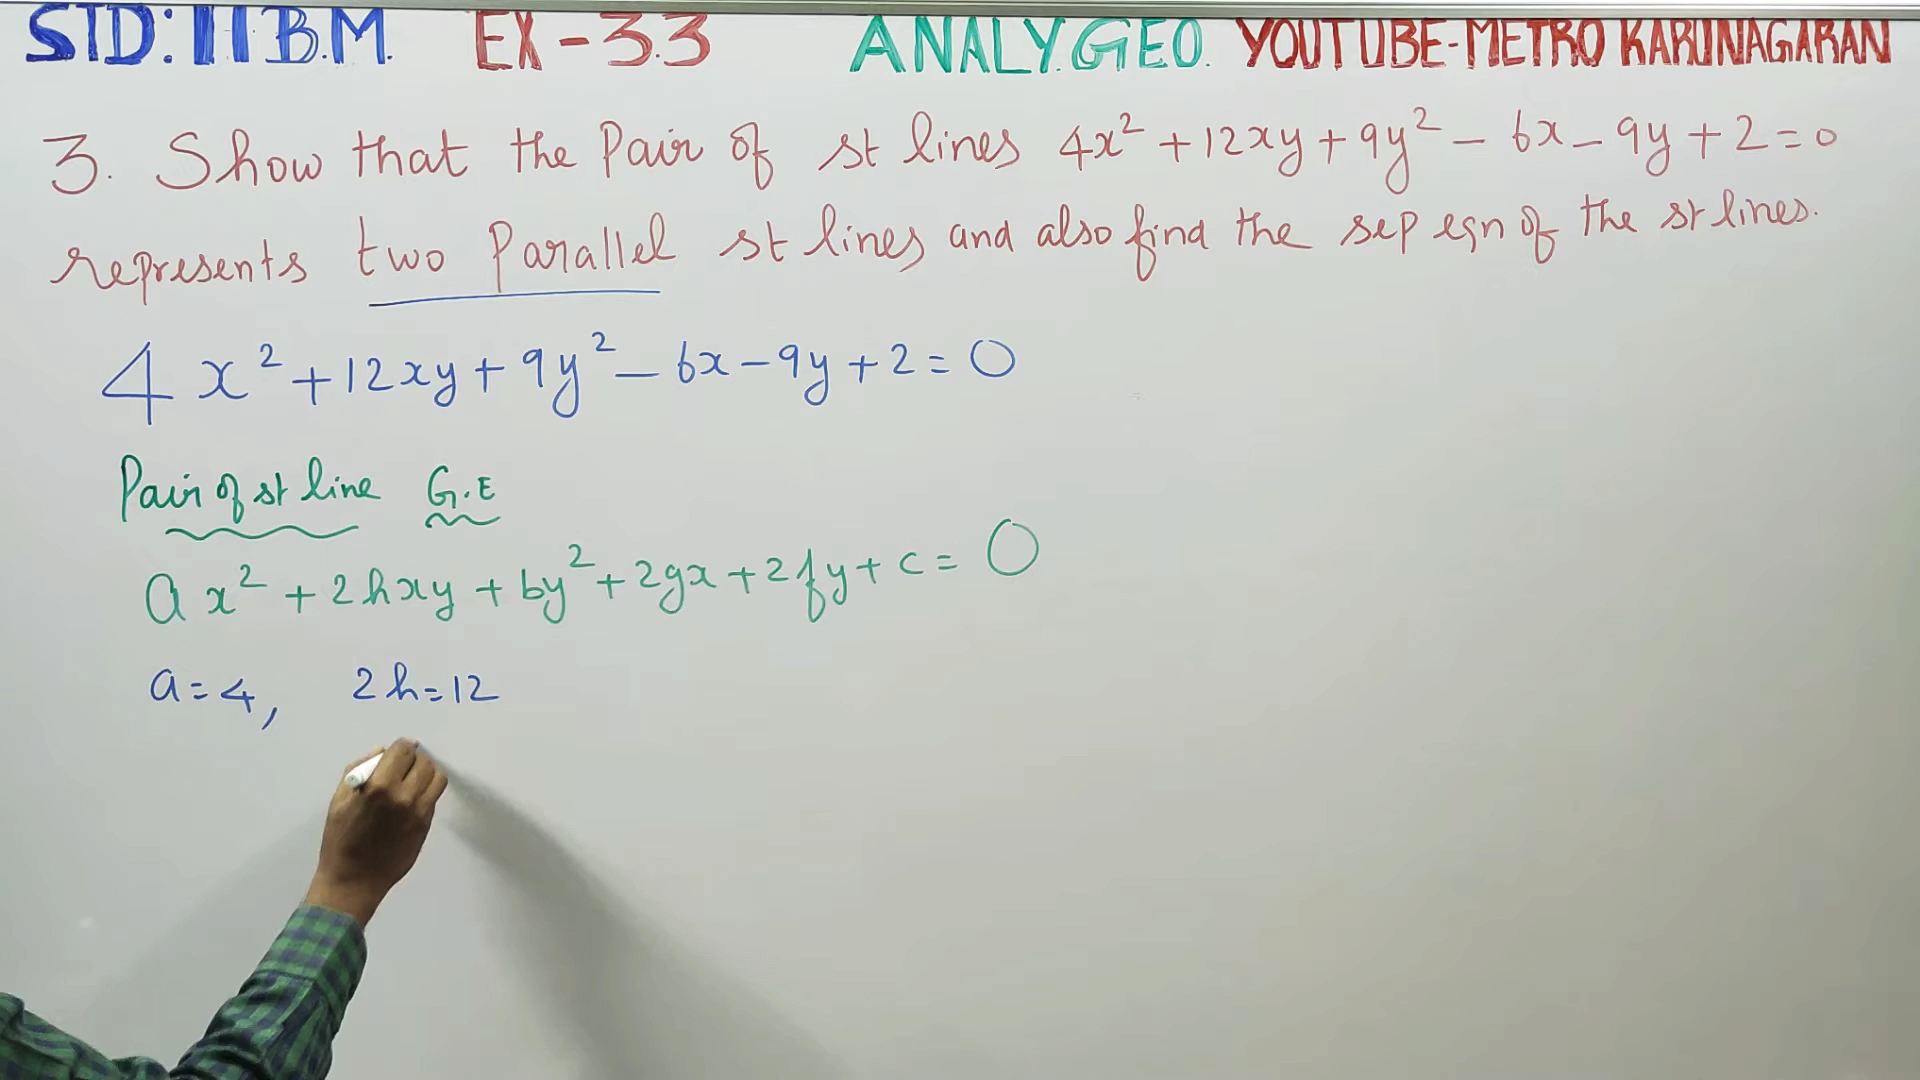 STD: 11 B.M. EX - 3.3 ANALY.GEO. YOUTUBE-METRO KARUNAGARAN
3. Show that the Pair of st lines 4x² + 12xy + 9y² - 6x - 9y + 2 = 0
represents two Parallel st lines and also find the sep eqn of the st lines.
4x² + 12xy + 9y² - 6x - 9y + 2 = 0
Pair of st line G.E
ax² + 2hxy + by² + 2gx + 2fy + c = 0
a = 4, 2h = 12